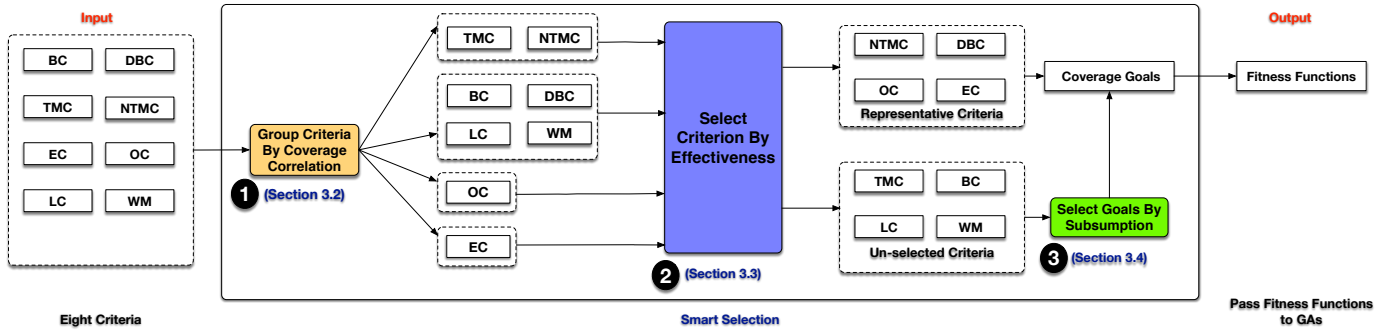 Input
BC DBC
TMC NTMC
EC OC
LC WM
Eight Criteria
Group Criteria
By Coverage
Correlation
1 (Section 3.2)
TMC NTMC
BC DBC
LC WM
OC
EC
Select
Criterion By
Effectiveness
2 (Section 3.3)
NTMC DBC
OC EC
Representative Criteria
TMC BC
LC WM
Un-selected Criteria
Coverage Goals
Select Goals By
Subsumption
3 (Section 3.4)
Smart Selection
Output
Fitness Functions
Pass Fitness Functions
to GAs